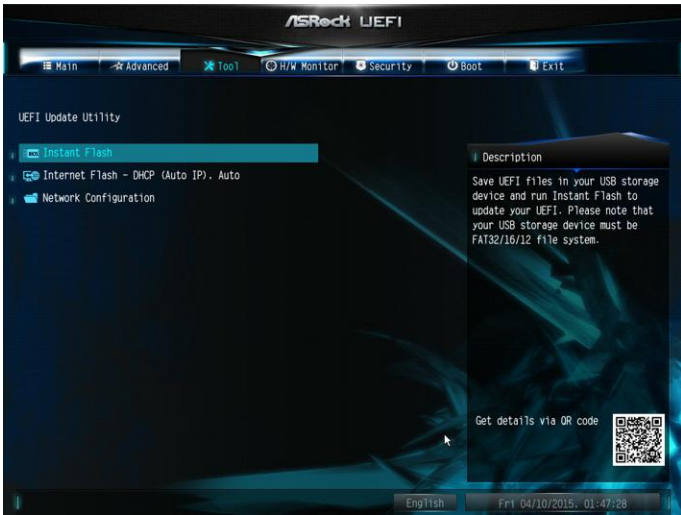 ASRock UEFI
Main Advanced Tool H/W Monitor Security Boot Exit
UEFI Update Utility
Instant Flash
Internet Flash - DHCP (Auto IP). Auto
Network Configuration
Description
Save UEFI files in your USB storage
device and run Instant Flash to
update your UEFI. Please note that
your USB storage device must be
FAT32/16/12 file system.
Get details via QR code
English
Fri 04/10/2015. 01:47:28